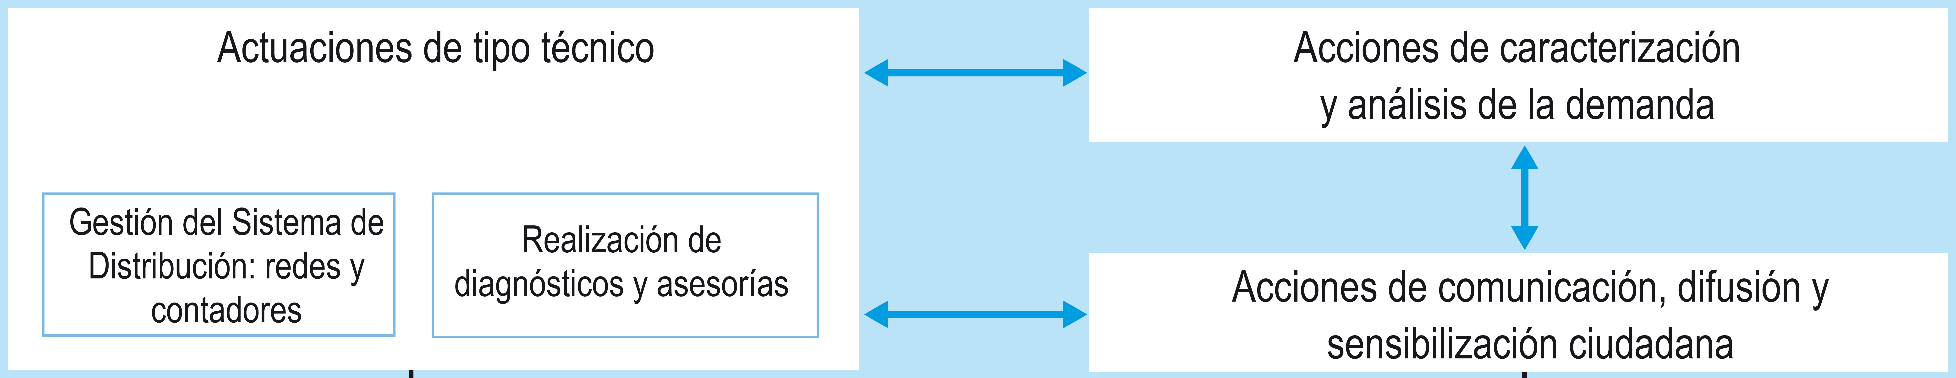 Actuaciones de tipo técnico
Gestión del Sistema de
Distribución: redes y
contadores
Realización de
diagnósticos y asesorías
Acciones de caracterización
y análisis de la demanda
Acciones de comunicación, difusión y
sensibilización ciudadana